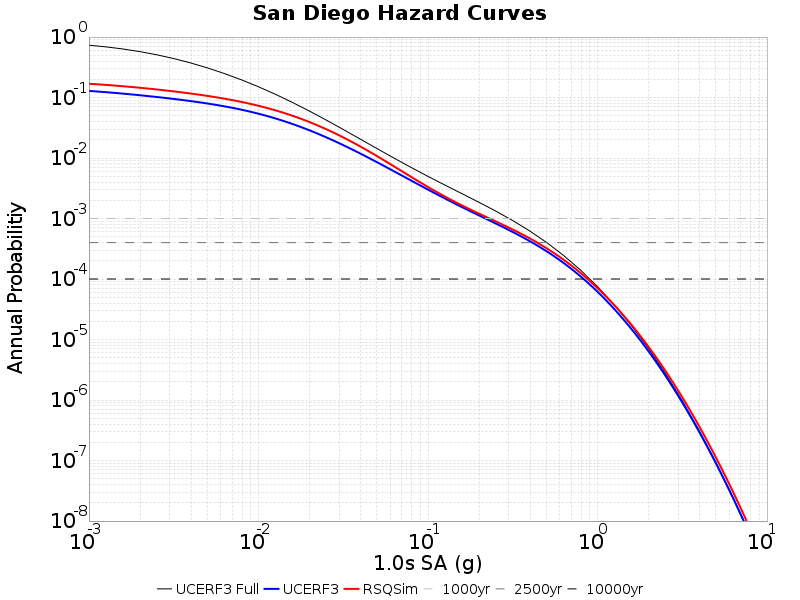 San Diego Hazard Curves
10^0
10^-1
10^-2
10^-3
10^-4
10^-5
10^-6
10^-7
10^-8
Annual Probabilitiy
10^-3 10^-2 10^-1 10^0 10^1
1.0s SA (g)
UCERF3 Full UCERF3 RSQSim 1000yr 2500yr 10000yr